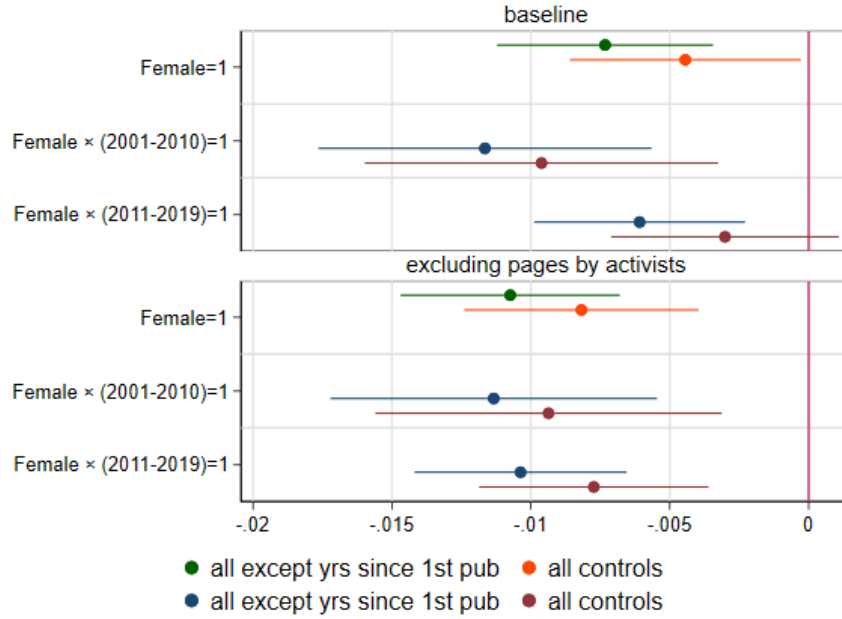 baseline
Female=1
Female × (2001-2010)=1
Female × (2011-2019)=1
excluding pages by activists
Female=1
Female × (2001-2010)=1
Female × (2011-2019)=1
-.02 -.015 -.01 -.005 0
all except yrs since 1st pub all controls
all except yrs since 1st pub all controls